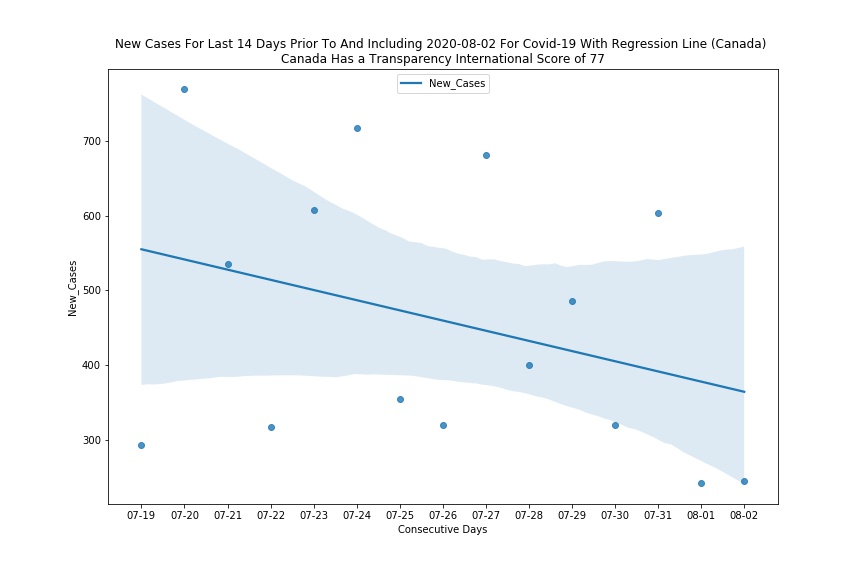 New Cases For Last 14 Days Prior To And Including 2020-08-02 For Covid-19 With Regression Line (Canada)
Canada Has a Transparency International Score of 77
New_Cases
700
600
500
400
300
New_Cases
07-19 07-20 07-21 07-22 07-23 07-24 07-25 07-26 07-27 07-28 07-29 07-30 07-31 08-01 08-02
Consecutive Days